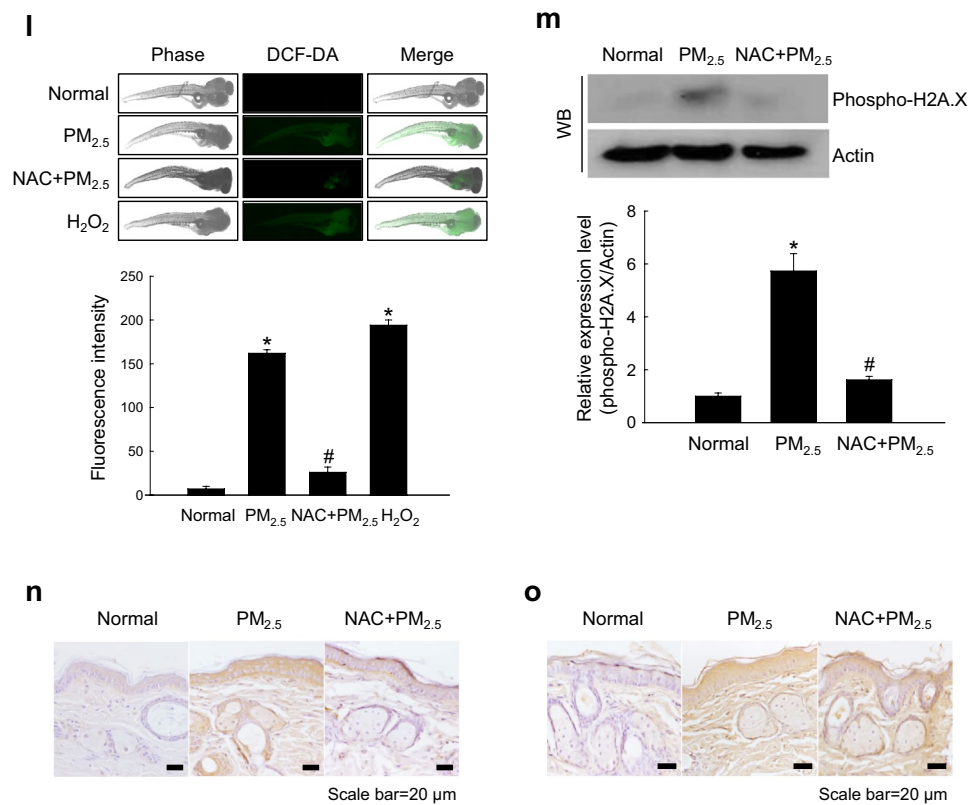 l
Phase DCF-DA Merge
Normal
PM2.5
NAC+PM2.5
H2O2
250
200
150
100
50
0
Fluorescence intensity
*
#
*
Normal PM2.5 NAC+PM2.5 H2O2
m
Normal PM2.5 NAC+PM2.5
WB
Phospho-H2A.X
Actin
Relative expression level
(phospho-H2A.X/Actin)
8
6
4
2
0
*
#
Normal PM2.5 NAC+PM2.5
n
Normal PM2.5 NAC+PM2.5
Scale bar=20 µm
o
Normal PM2.5 NAC+PM2.5
Scale bar=20 µm